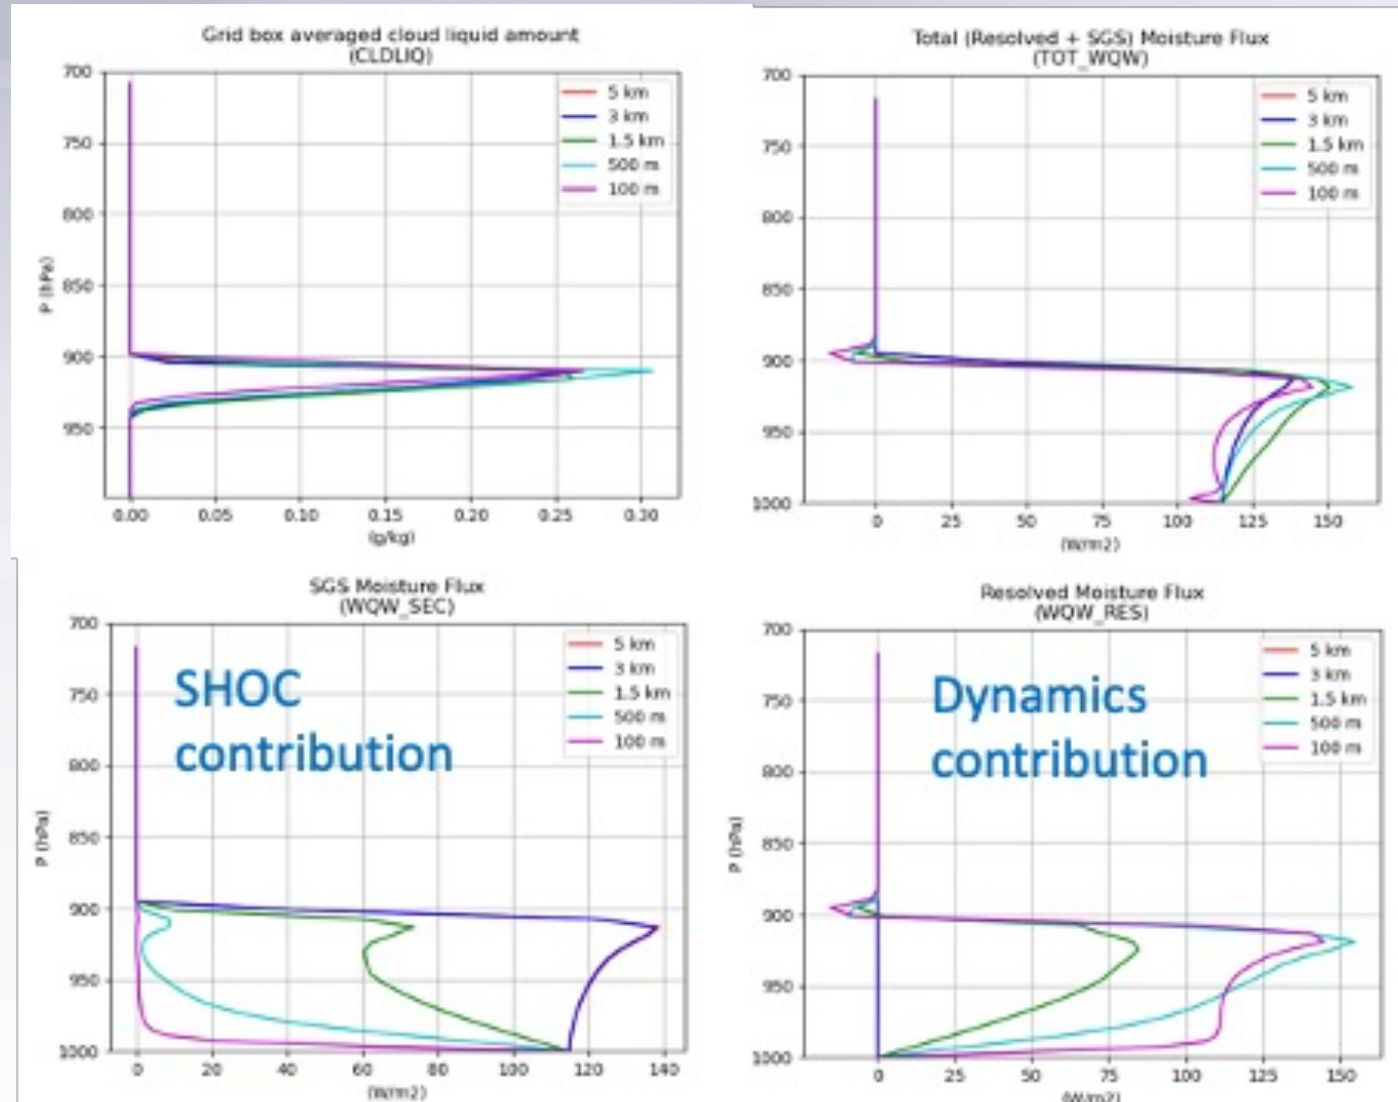 Grid box averaged cloud liquid amount
(CLDLIQ)
700
750
800
850
900
950
P (hPa)
0.00 0.05 0.10 0.15 0.20 0.25 0.30
(g/kg)
5 km
3 km
1.5 km
500 m
100 m
Total (Resolved + SGS) Moisture Flux
(TOT_WQW)
700
750
800
850
900
950
1000
0 25 50 75 100 125 150
(W/m2)
5 km
3 km
1.5 km
500 m
100 m
SGS Moisture Flux
(WQW_SEC)
700
750
800
850
900
950
1000
P (hPa)
0 20 40 60 80 100 120 140
(W/m2)
5 km
3 km
1.5 km
500 m
100 m
SHOC
contribution
Resolved Moisture Flux
(WQW_RES)
700
750
800
850
900
950
1000
P (hPa)
0 25 50 75 100 125 150
(W/m2)
5 km
3 km
1.5 km
500 m
100 m
Dynamics
contribution